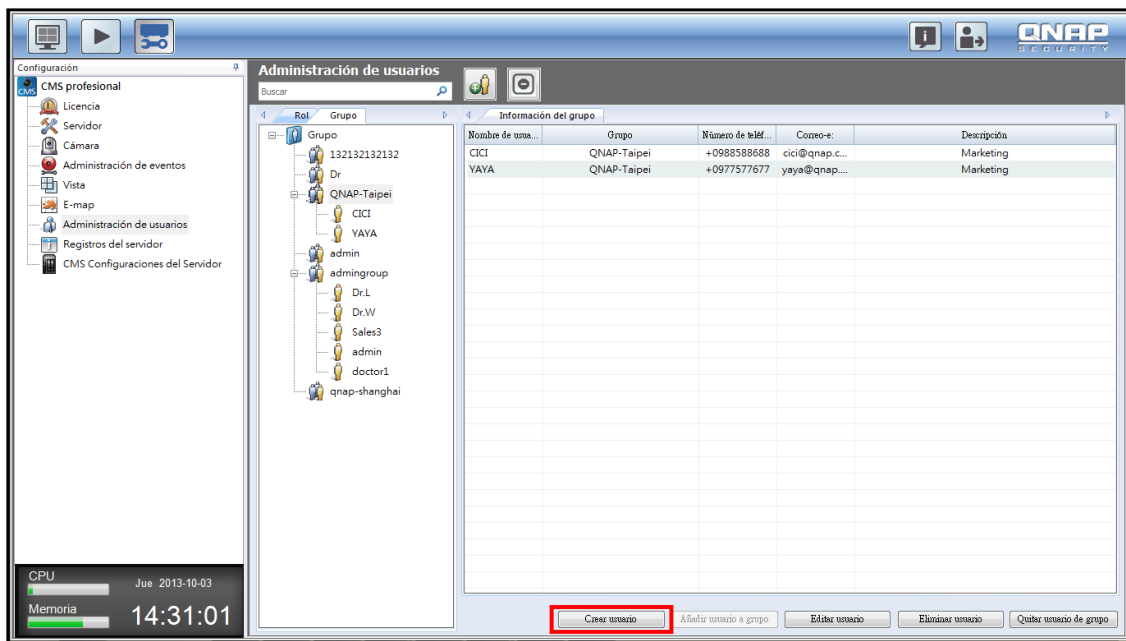 QNAP
SECURITY
Configuración
CMS profesional
CMS
Licencia
Servidor
Cámara
Administración de eventos
Vista
E-map
Administración de usuarios
Registros del servidor
CMS Configuraciones del Servidor
CPU
Jue 2013-10-03
Memoria
14:31:01
Administración de usuarios
Buscar
Rol Grupo
Grupo
132132132132
Dr
QNAP-Taipei
CICI
YAYA
admin
admingroup
Dr.L
Dr.W
Sales3
admin
doctor1
qnap-shanghai
Información del grupo
Nombre de usua... Grupo Número de teléf... Correo-e: Descripción
CICI QNAP-Taipei +0988588688 cici@qnap.c... Marketing
YAYA QNAP-Taipei +0977577677 yaya@qnap.... Marketing
Crear usuario Añadir usuario a grupo Editar usuario Eliminar usuario Quitar usuario de grupo